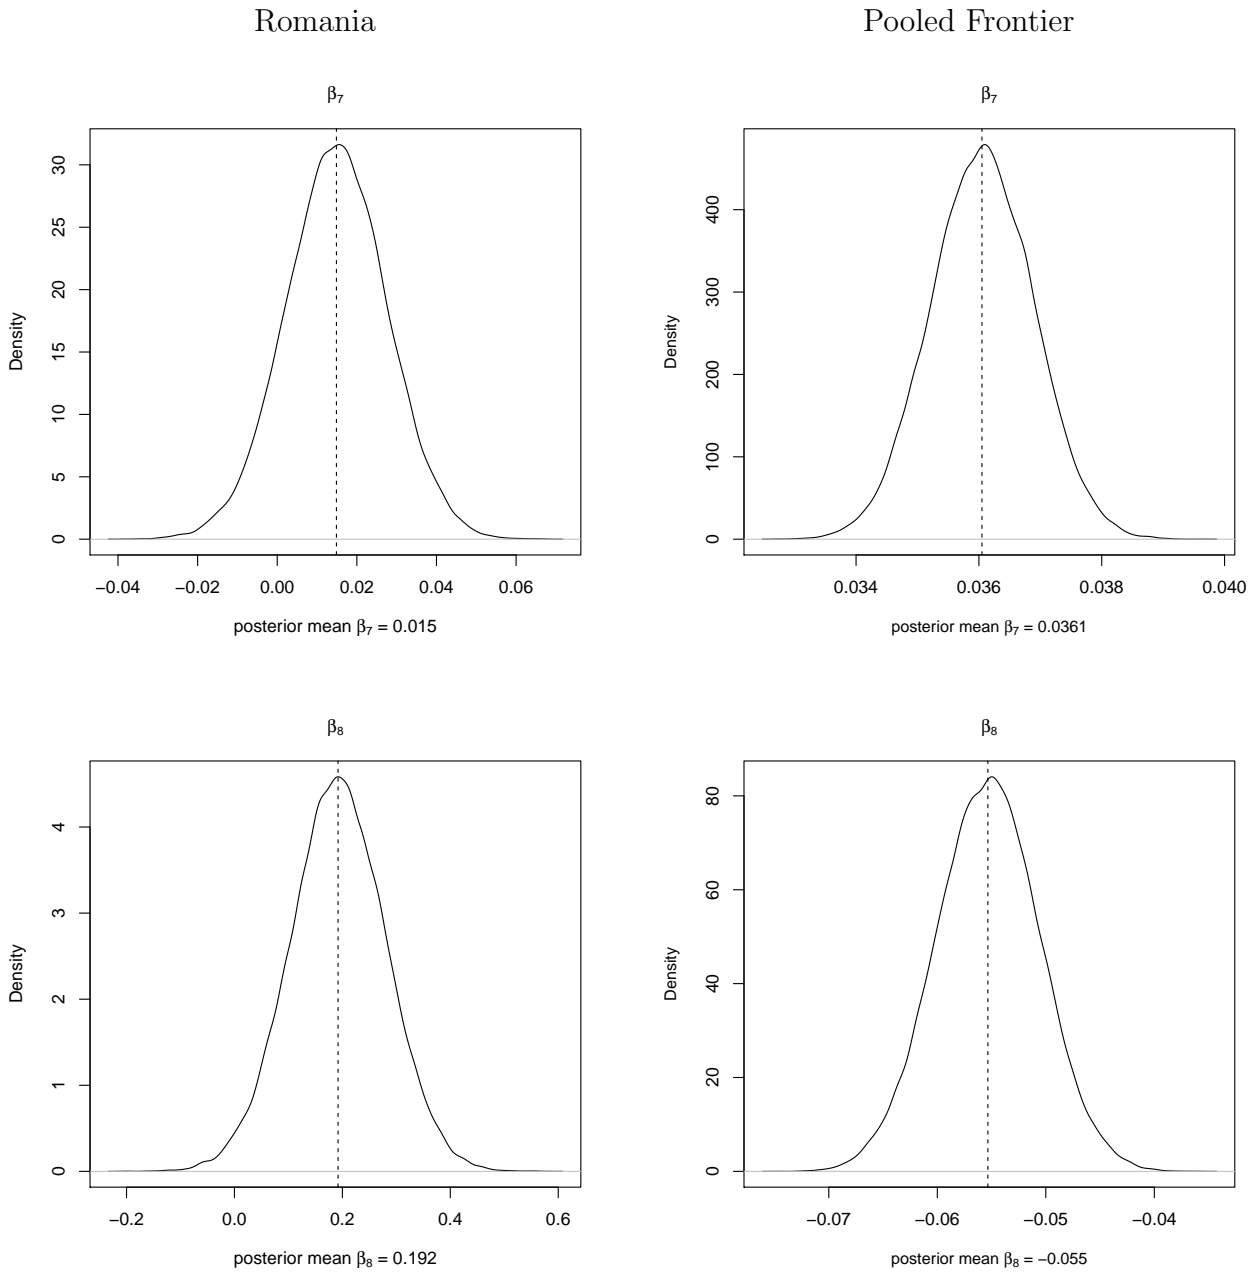 Romania
Pooled Frontier
β7
Density
0 5 10 15 20 25 30
−0.04 −0.02 0.00 0.02 0.04 0.06
posterior mean β7 = 0.015
β7
Density
0 100 200 300 400
0.034 0.036 0.038 0.040
posterior mean β7 = 0.0361
β8
Density
0 1 2 3 4
−0.2 0.0 0.2 0.4 0.6
posterior mean β8 = 0.192
β8
Density
0 20 40 60 80
−0.07 −0.06 −0.05 −0.04
posterior mean β8 = −0.055